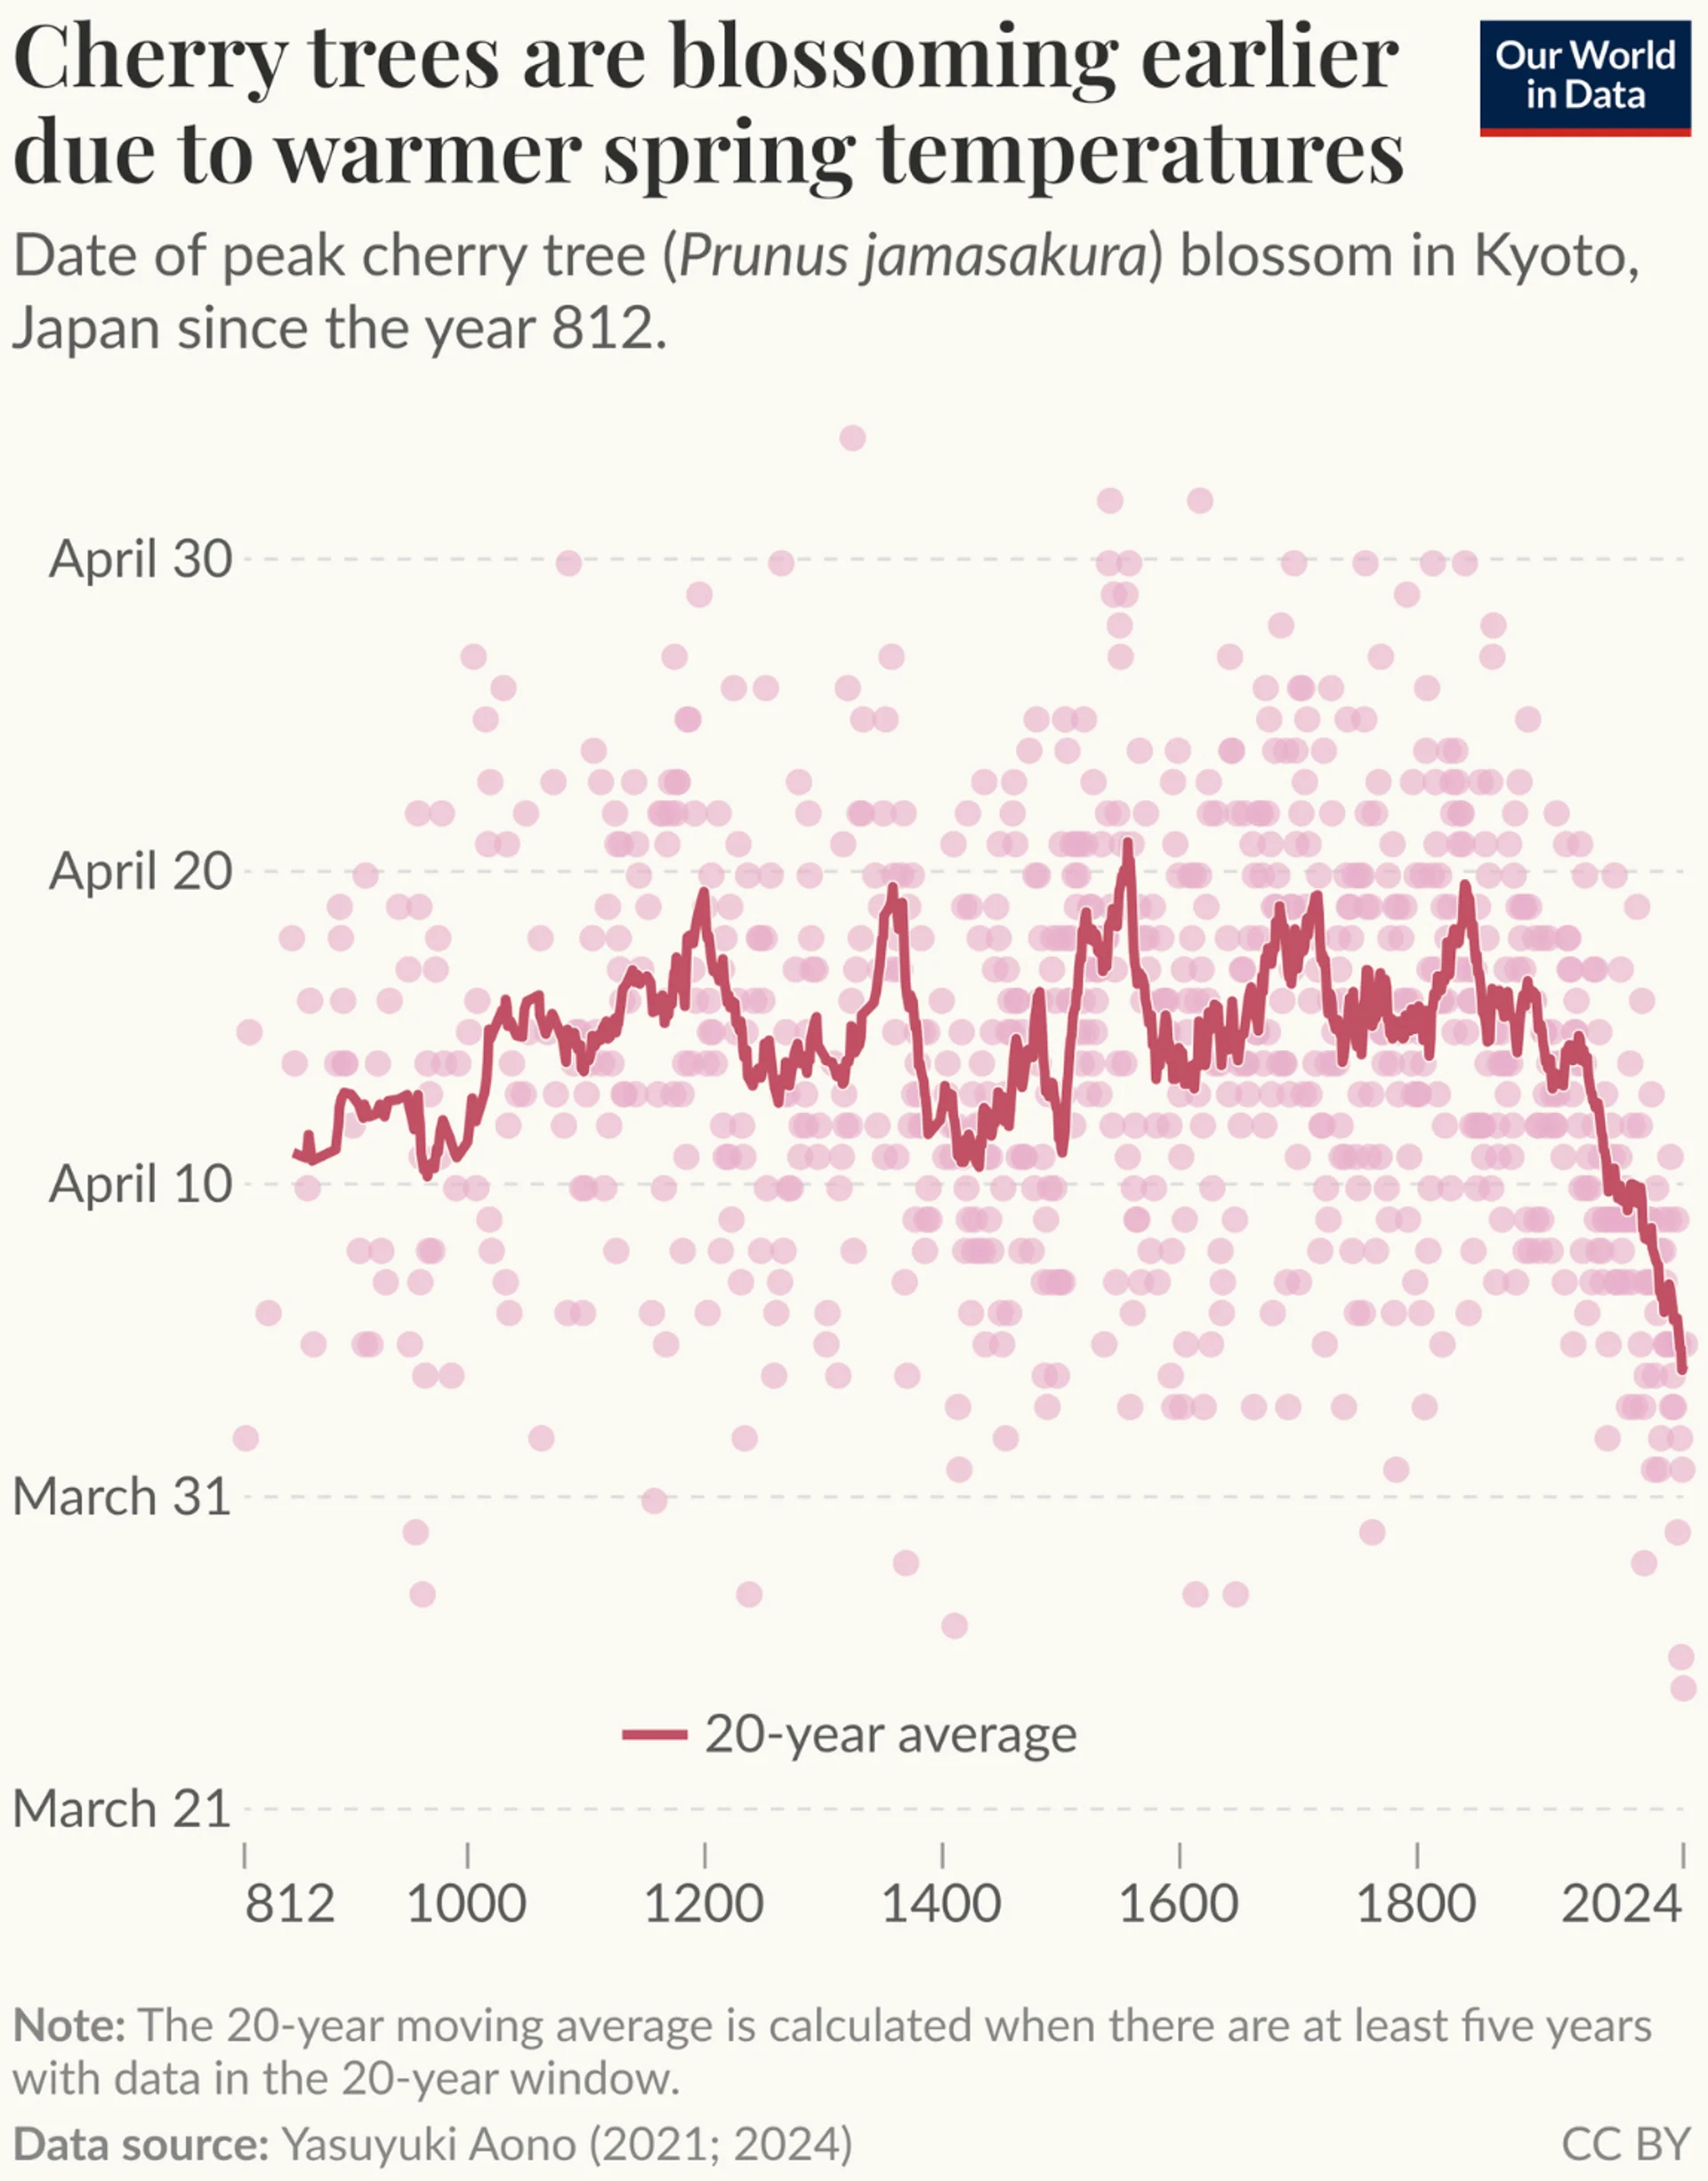 Cherry trees are blossoming earlier
due to warmer spring temperatures
Our World
in Data
Date of peak cherry tree (Prunus jamasakura) blossom in Kyoto,
Japan since the year 812.
April 30
April 20
April 10
March 31
20-year average
March 21
812 1000 1200 1400 1600 1800 2024
Note: The 20-year moving average is calculated when there are at least five years
with data in the 20-year window.
Data source: Yasuyuki Aono (2021; 2024)
CC BY